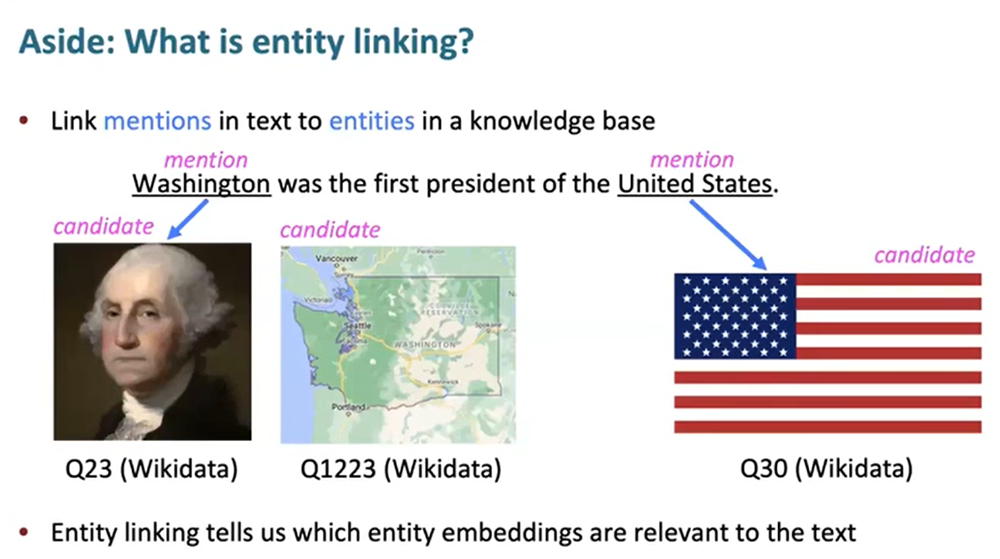 Aside: What is entity linking?
• Link mentions in text to entities in a knowledge base
mention mention
Washington was the first president of the United States.
candidate candidate
candidate
Vancouver
Surrey
Victoria
Seattle
Tacoma
COLVILLE
RESERVATION
Spokane
WASHINGTON
Kennewick
Portland
Penticton
Q23 (Wikidata) Q1223 (Wikidata) Q30 (Wikidata)
• Entity linking tells us which entity embeddings are relevant to the text